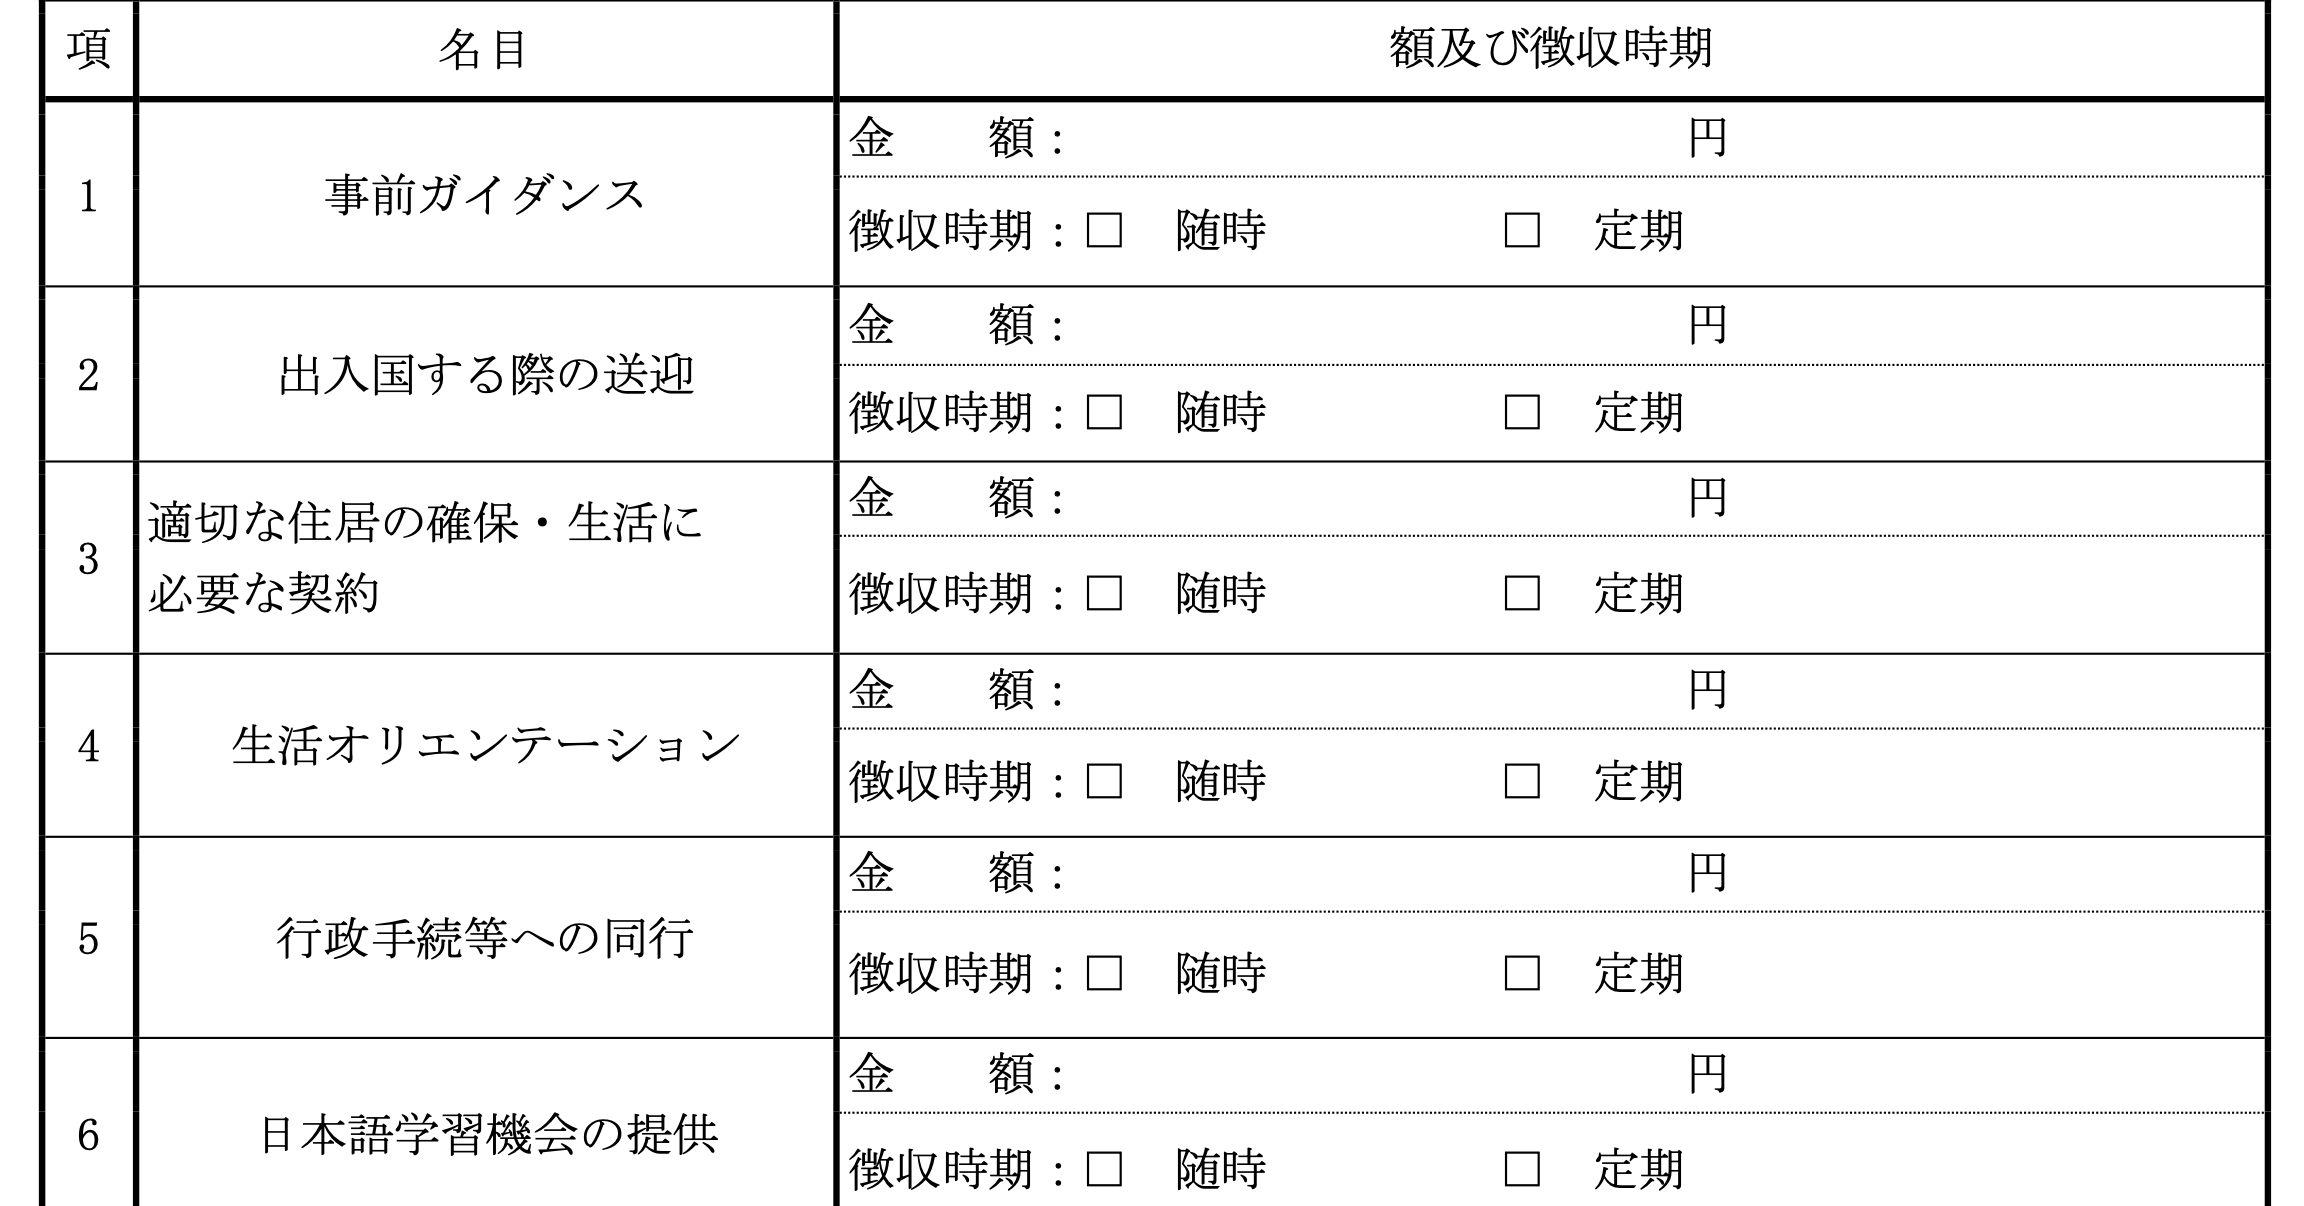 項 名目 額及び徴収時期
1 事前ガイダンス
金　　額： 円
徴収時期：□　随時 □　定期
2 出入国する際の送迎
金　　額： 円
徴収時期：□　随時 □　定期
3 適切な住居の確保・生活に
必要な契約
金　　額： 円
徴収時期：□　随時 □　定期
4 生活オリエンテーション
金　　額： 円
徴収時期：□　随時 □　定期
5 行政手続等への同行
金　　額： 円
徴収時期：□　随時 □　定期
6 日本語学習機会の提供
金　　額： 円
徴収時期：□　随時 □　定期